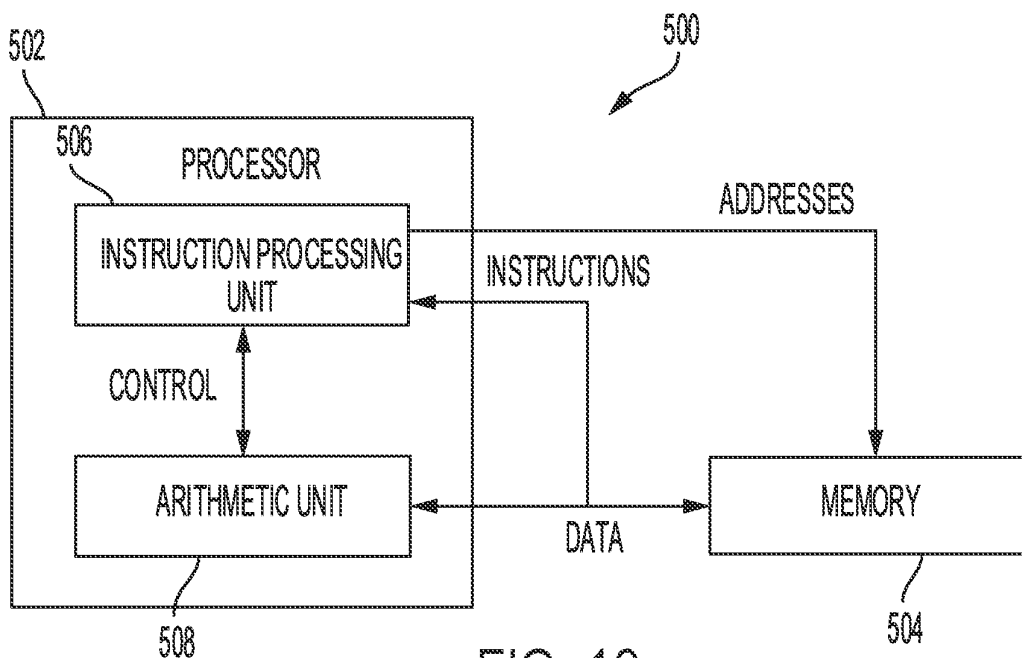 500
502
506
PROCESSOR
INSTRUCTION PROCESSING
UNIT
ADDRESSES
INSTRUCTIONS
CONTROL
ARITHMETIC UNIT
DATA
MEMORY
508
504